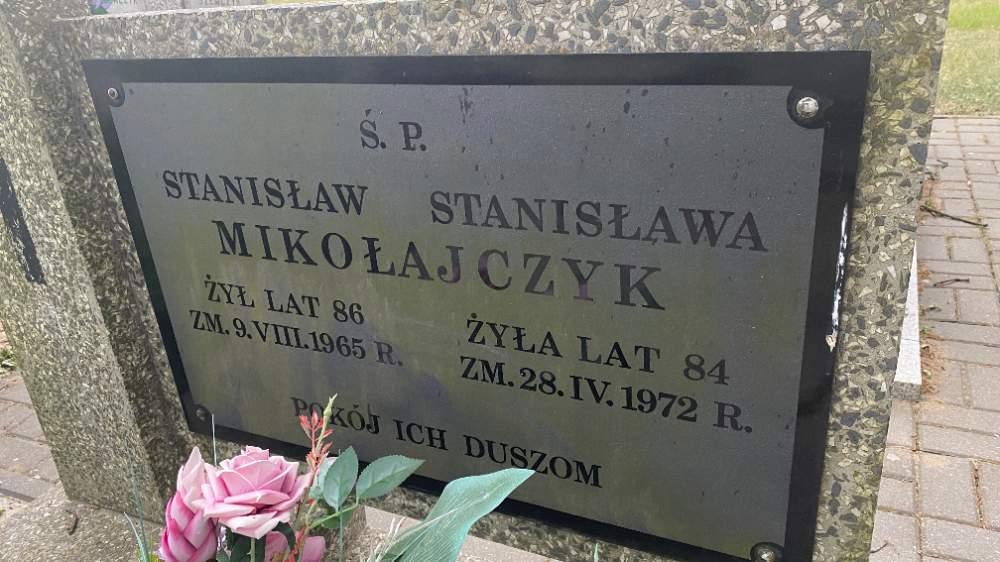 Ś. P.
STANISŁAW STANISŁAWA
MIKOŁAJCZYK
ŻYŁ LAT 86 ŻYŁA LAT 84
ZM. 9. VIII. 1965 R. ZM. 28. IV. 1972 R.
POKÓJ ICH DUSZOM